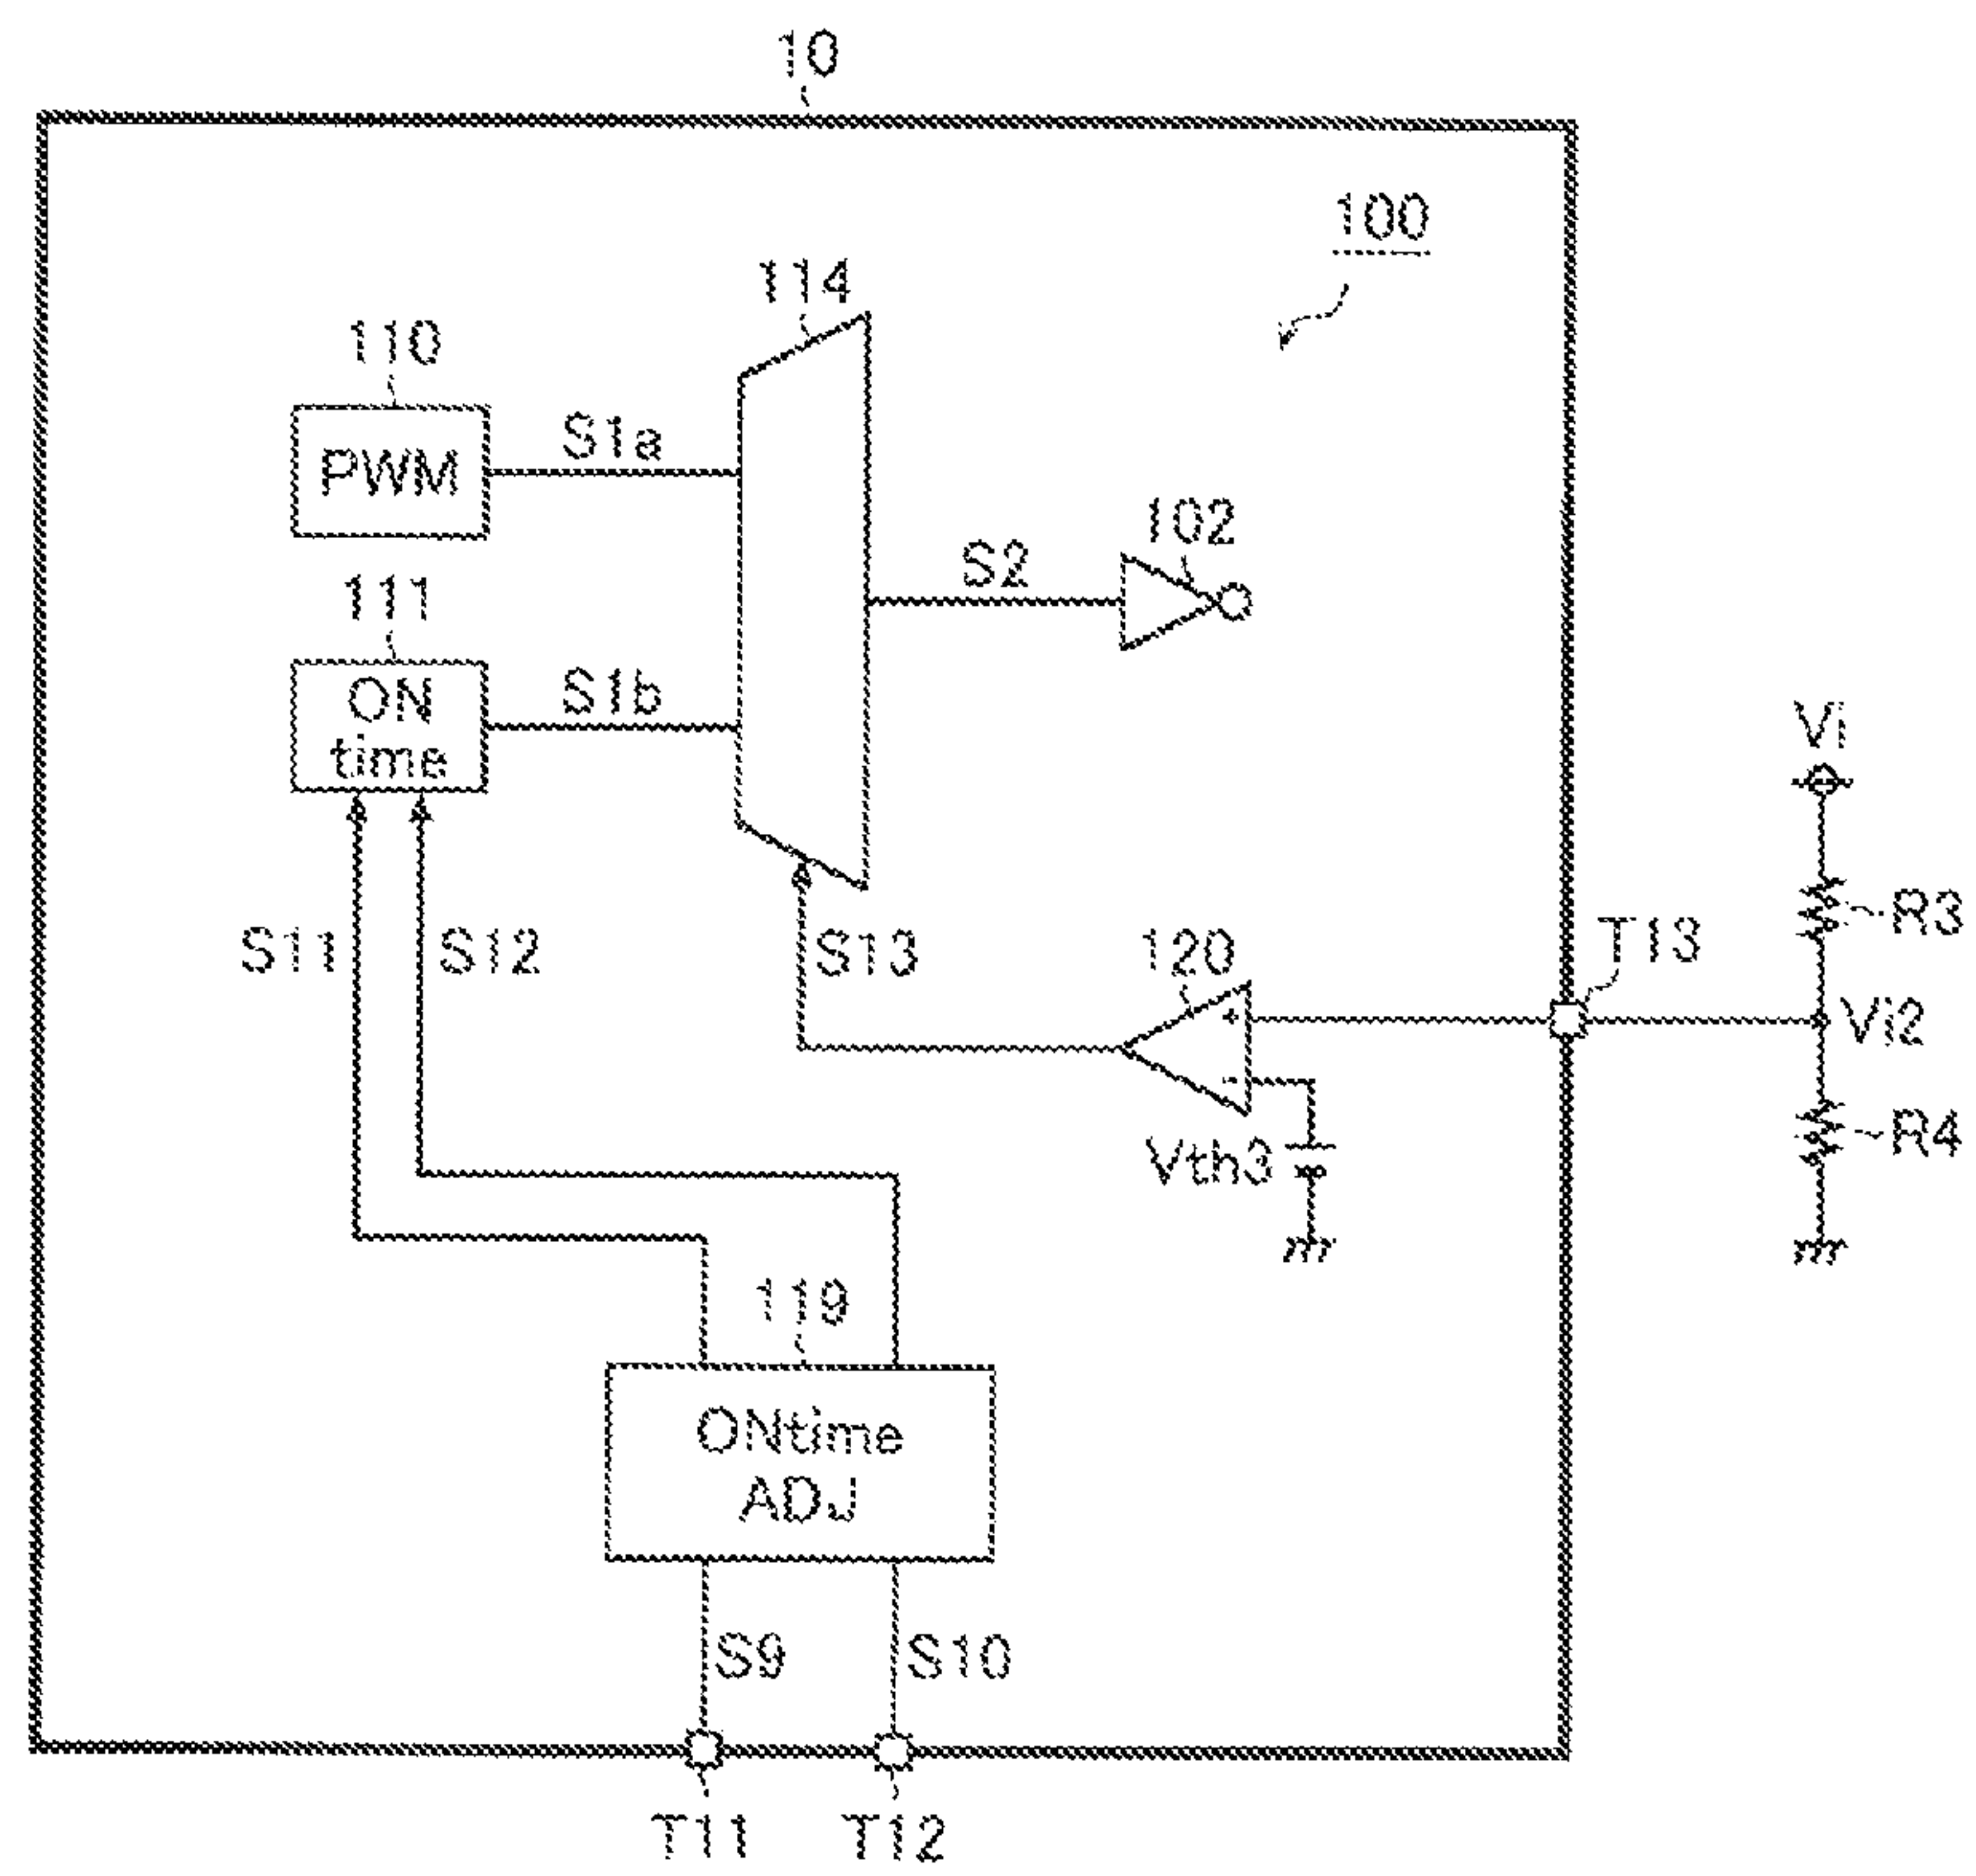 10
100
114
110
PWM
S1a
102
S2
111
ON
time
S1b
Vi
R3
S11
S12
S13
120
T13
+
Vi2
-
Vth3
R4
119
ONtime
ADJ
S9
S10
T11
T12